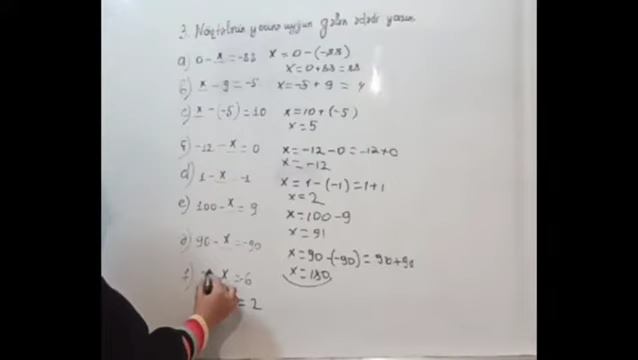 3. Nöqtələrin yerinə uyğun gələn ədədi yazın.
a) 0 - x = -88 x = 0 - (-88)
x = 0 + 88 = 88
b) x - 9 = -5 x = -5 + 9 = 4
c) x - (-5) = 10 x = 10 + (-5)
x = 5
ç) -12 - x = 0 x = -12 - 0 = -12 + 0
x = -12
d) 1 - x = -1 x = 1 - (-1) = 1 + 1
x = 2
e) 100 - x = 9 x = 100 - 9
x = 91
ə) 90 - x = -90 x = 90 - (-90) = 90 + 90
x = 180
f) x = -6
= 2